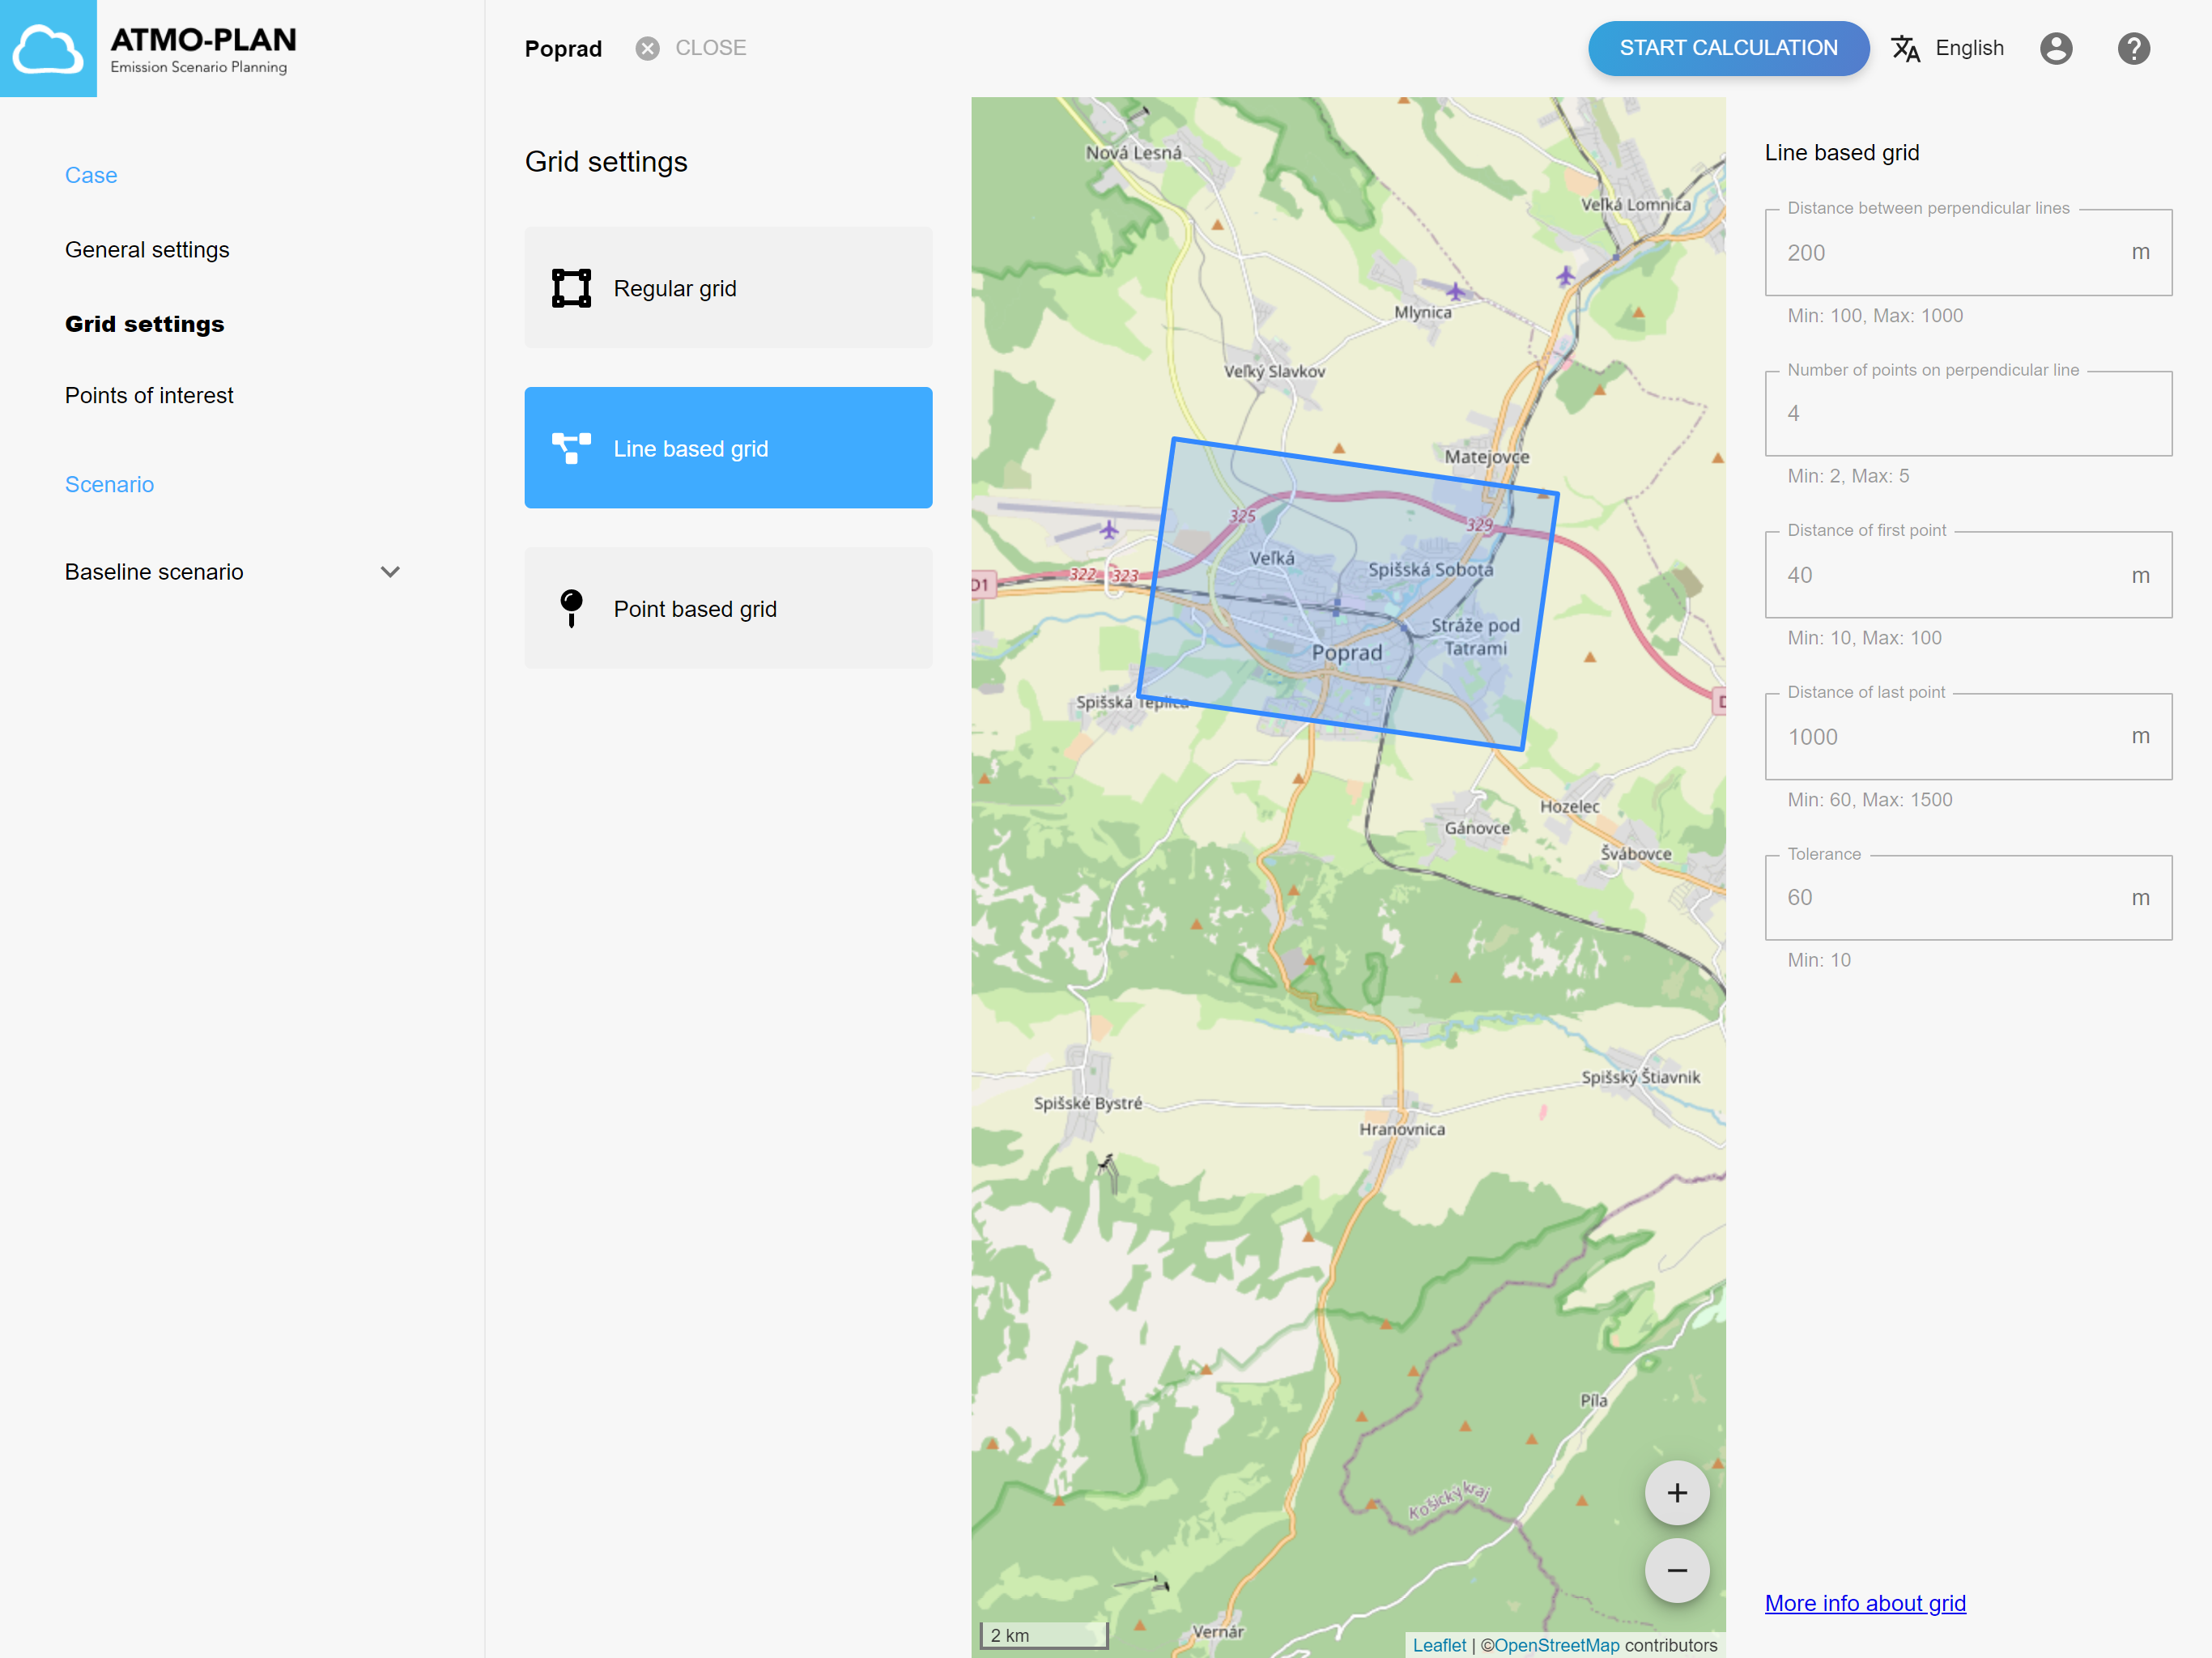 ATMO-PLAN
Emission Scenario Planning
Poprad
CLOSE
START CALCULATION
English
Case
General settings
Grid settings
Points of interest
Scenario
Baseline scenario
Grid settings
Regular grid
Line based grid
Point based grid
Nová Lesná
Veľká Lomnica
Mlynica
Veľký Slavkov
Matejovce
325
329
Veľká
Spišská Sobota
322
323
D1
Stráže pod
Tatrami
Poprad
Spišská Teplica
Hozelec
Gánovce
Švábovce
Spišský Štiavnik
Spišské Bystré
Hranovnica
Píla
Košický kraj
Vernár
+
−
2 km
Leaflet | ©OpenStreetMap contributors
Line based grid
Distance between perpendicular lines
200 m
Min: 100, Max: 1000
Number of points on perpendicular line
4
Min: 2, Max: 5
Distance of first point
40 m
Min: 10, Max: 100
Distance of last point
1000 m
Min: 60, Max: 1500
Tolerance
60 m
Min: 10
More info about grid